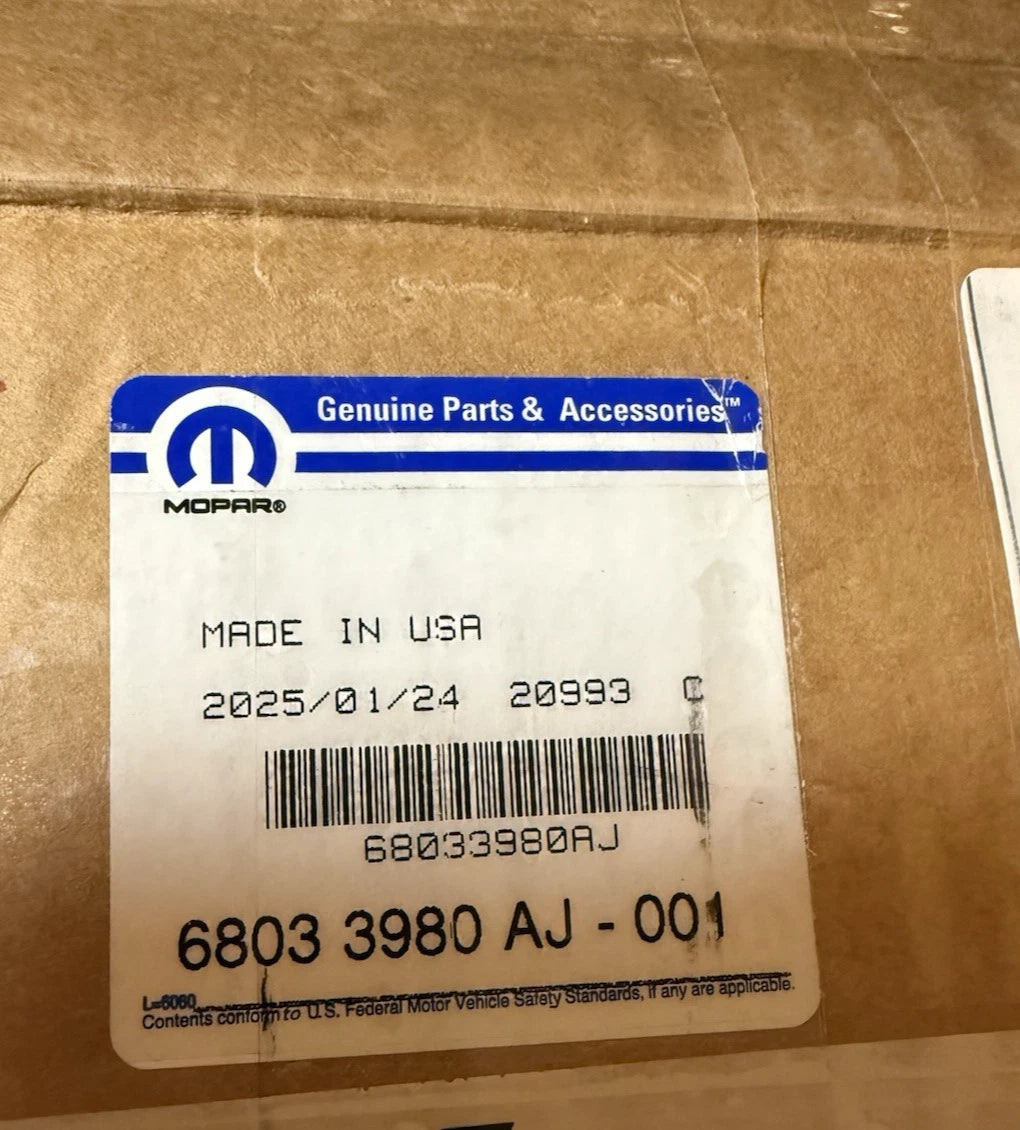 Genuine Parts & Accessories™
MOPAR®
MADE IN USA
2025/01/24 20993 C
68033980AJ
6803 3980 AJ - 001
L=6060
Contents conform to U.S. Federal Motor Vehicle Safety Standards, if any are applicable.